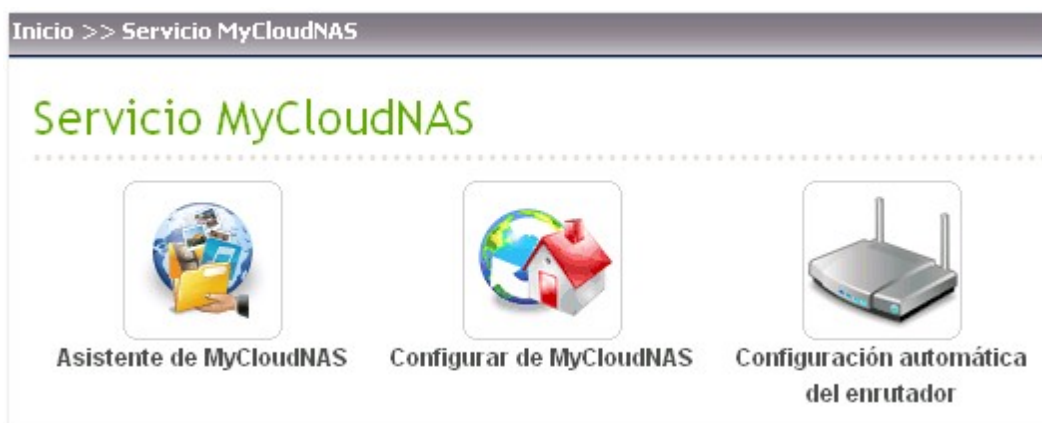 Inicio >> Servicio MyCloudNAS
Servicio MyCloudNAS
Asistente de MyCloudNAS
Configurar de MyCloudNAS
Configuración automática
del enrutador